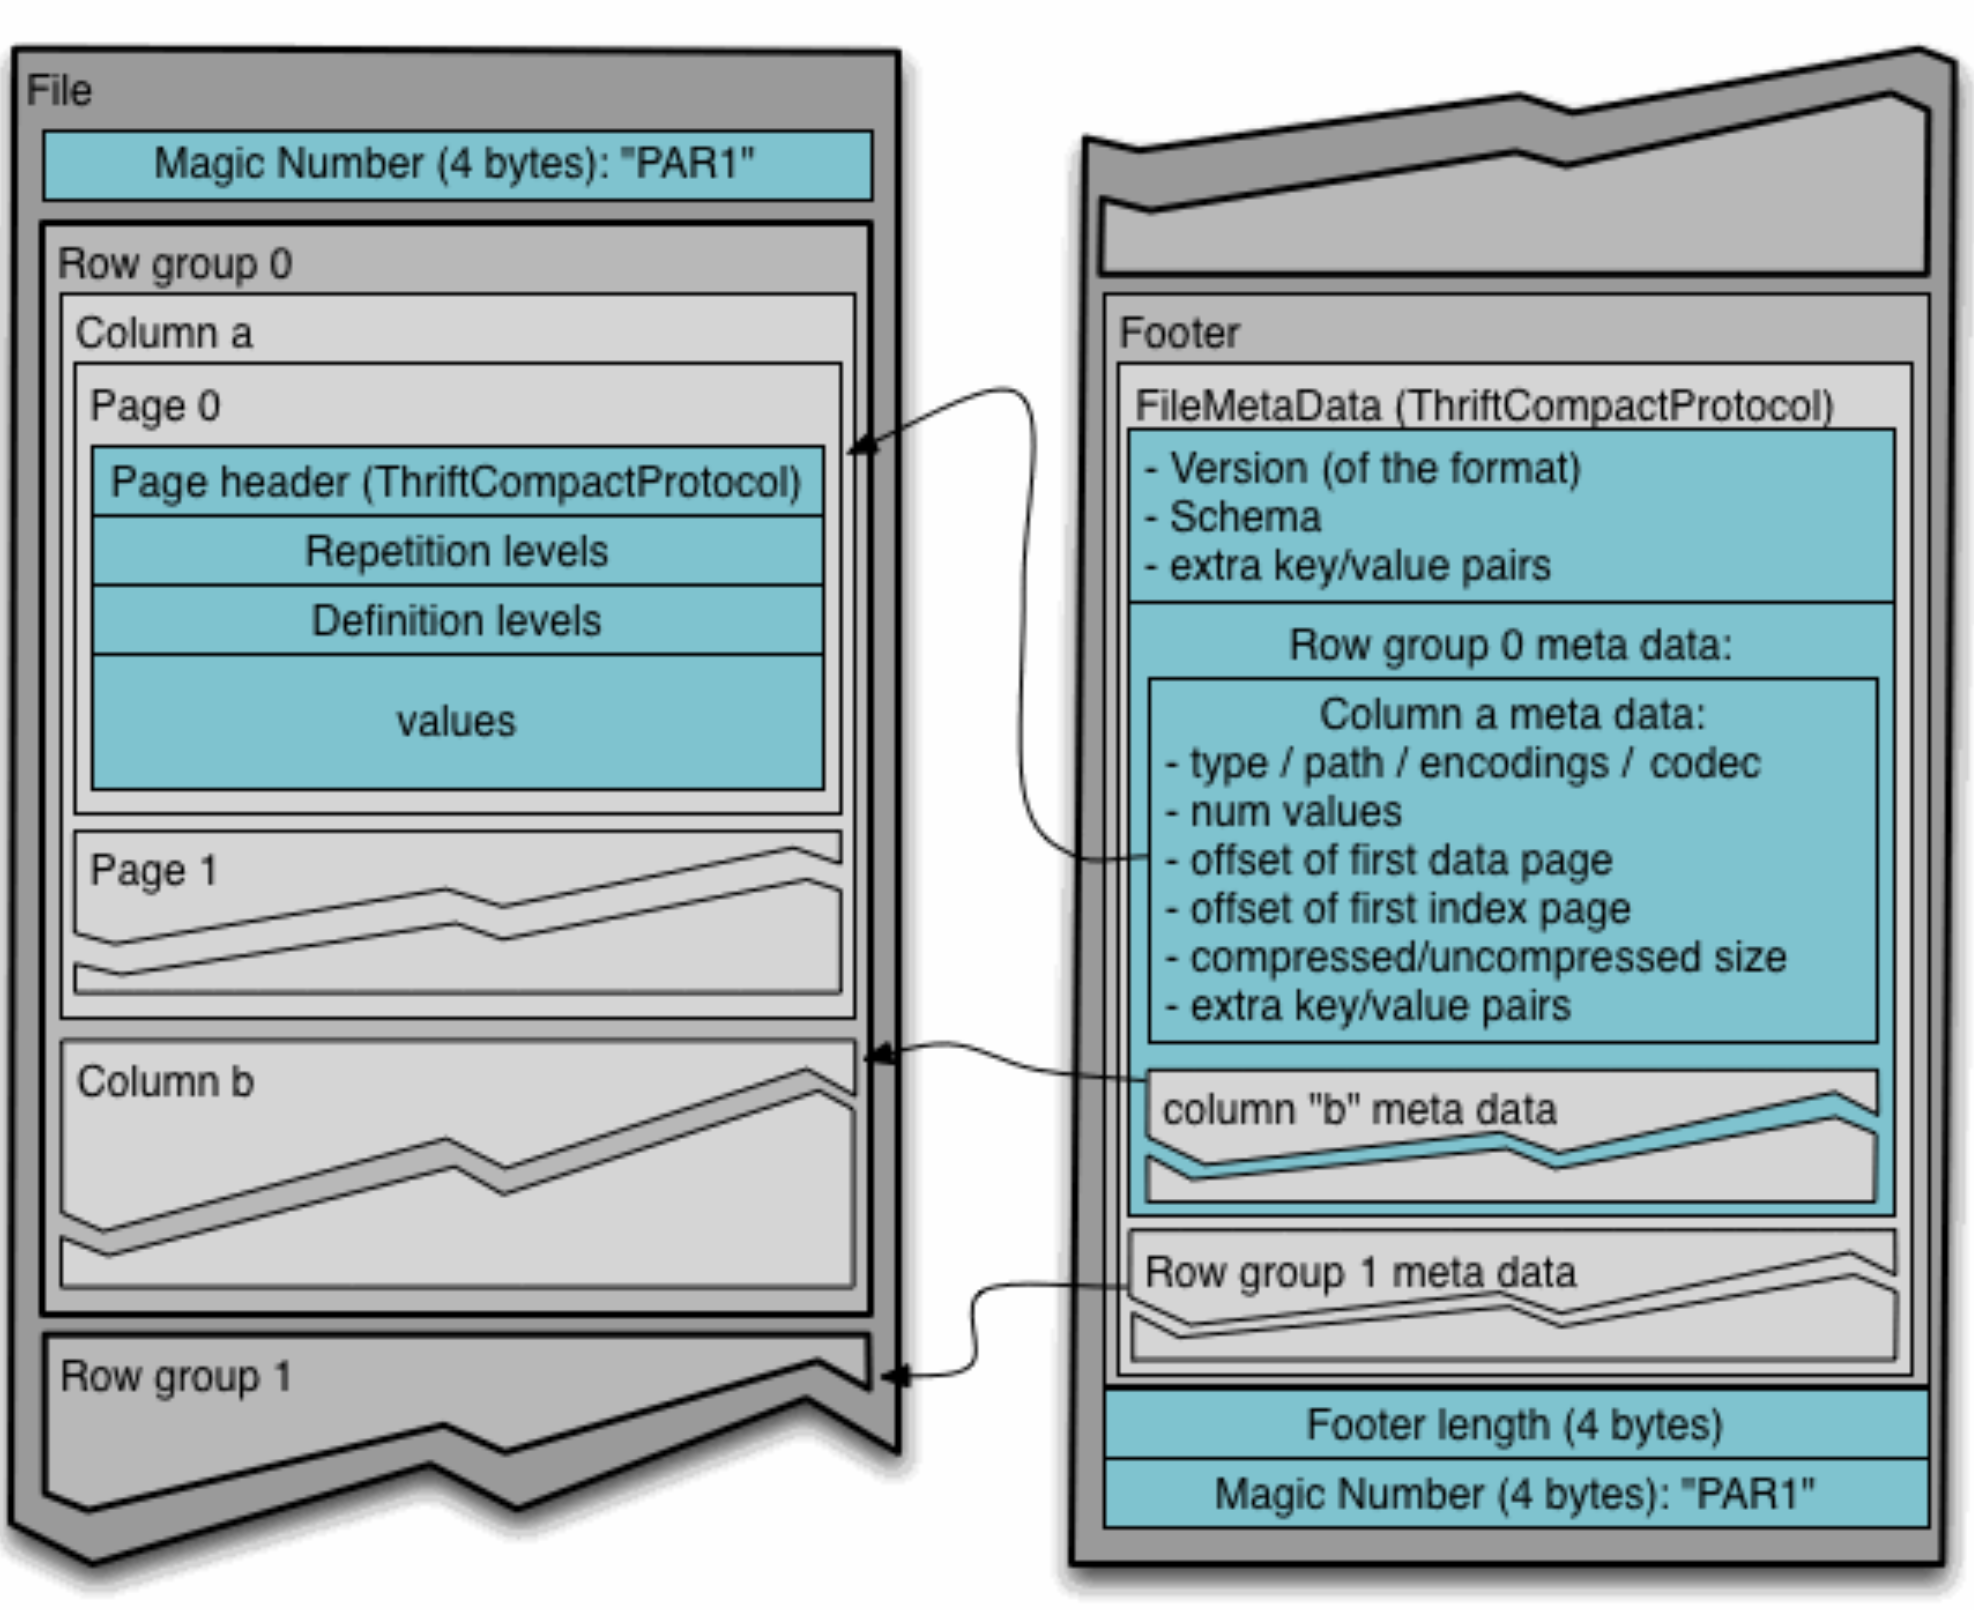 File
Magic Number (4 bytes): "PAR1"
Row group 0
Column a
Page 0
Page header (ThriftCompactProtocol)
Repetition levels
Definition levels
values
Page 1
Column b
Row group 1
Footer
FileMetaData (ThriftCompactProtocol)
- Version (of the format)
- Schema
- extra key/value pairs
Row group 0 meta data:
Column a meta data:
- type / path / encodings / codec
- num values
- offset of first data page
- offset of first index page
- compressed/uncompressed size
- extra key/value pairs
column "b" meta data
Row group 1 meta data
Footer length (4 bytes)
Magic Number (4 bytes): "PAR1"